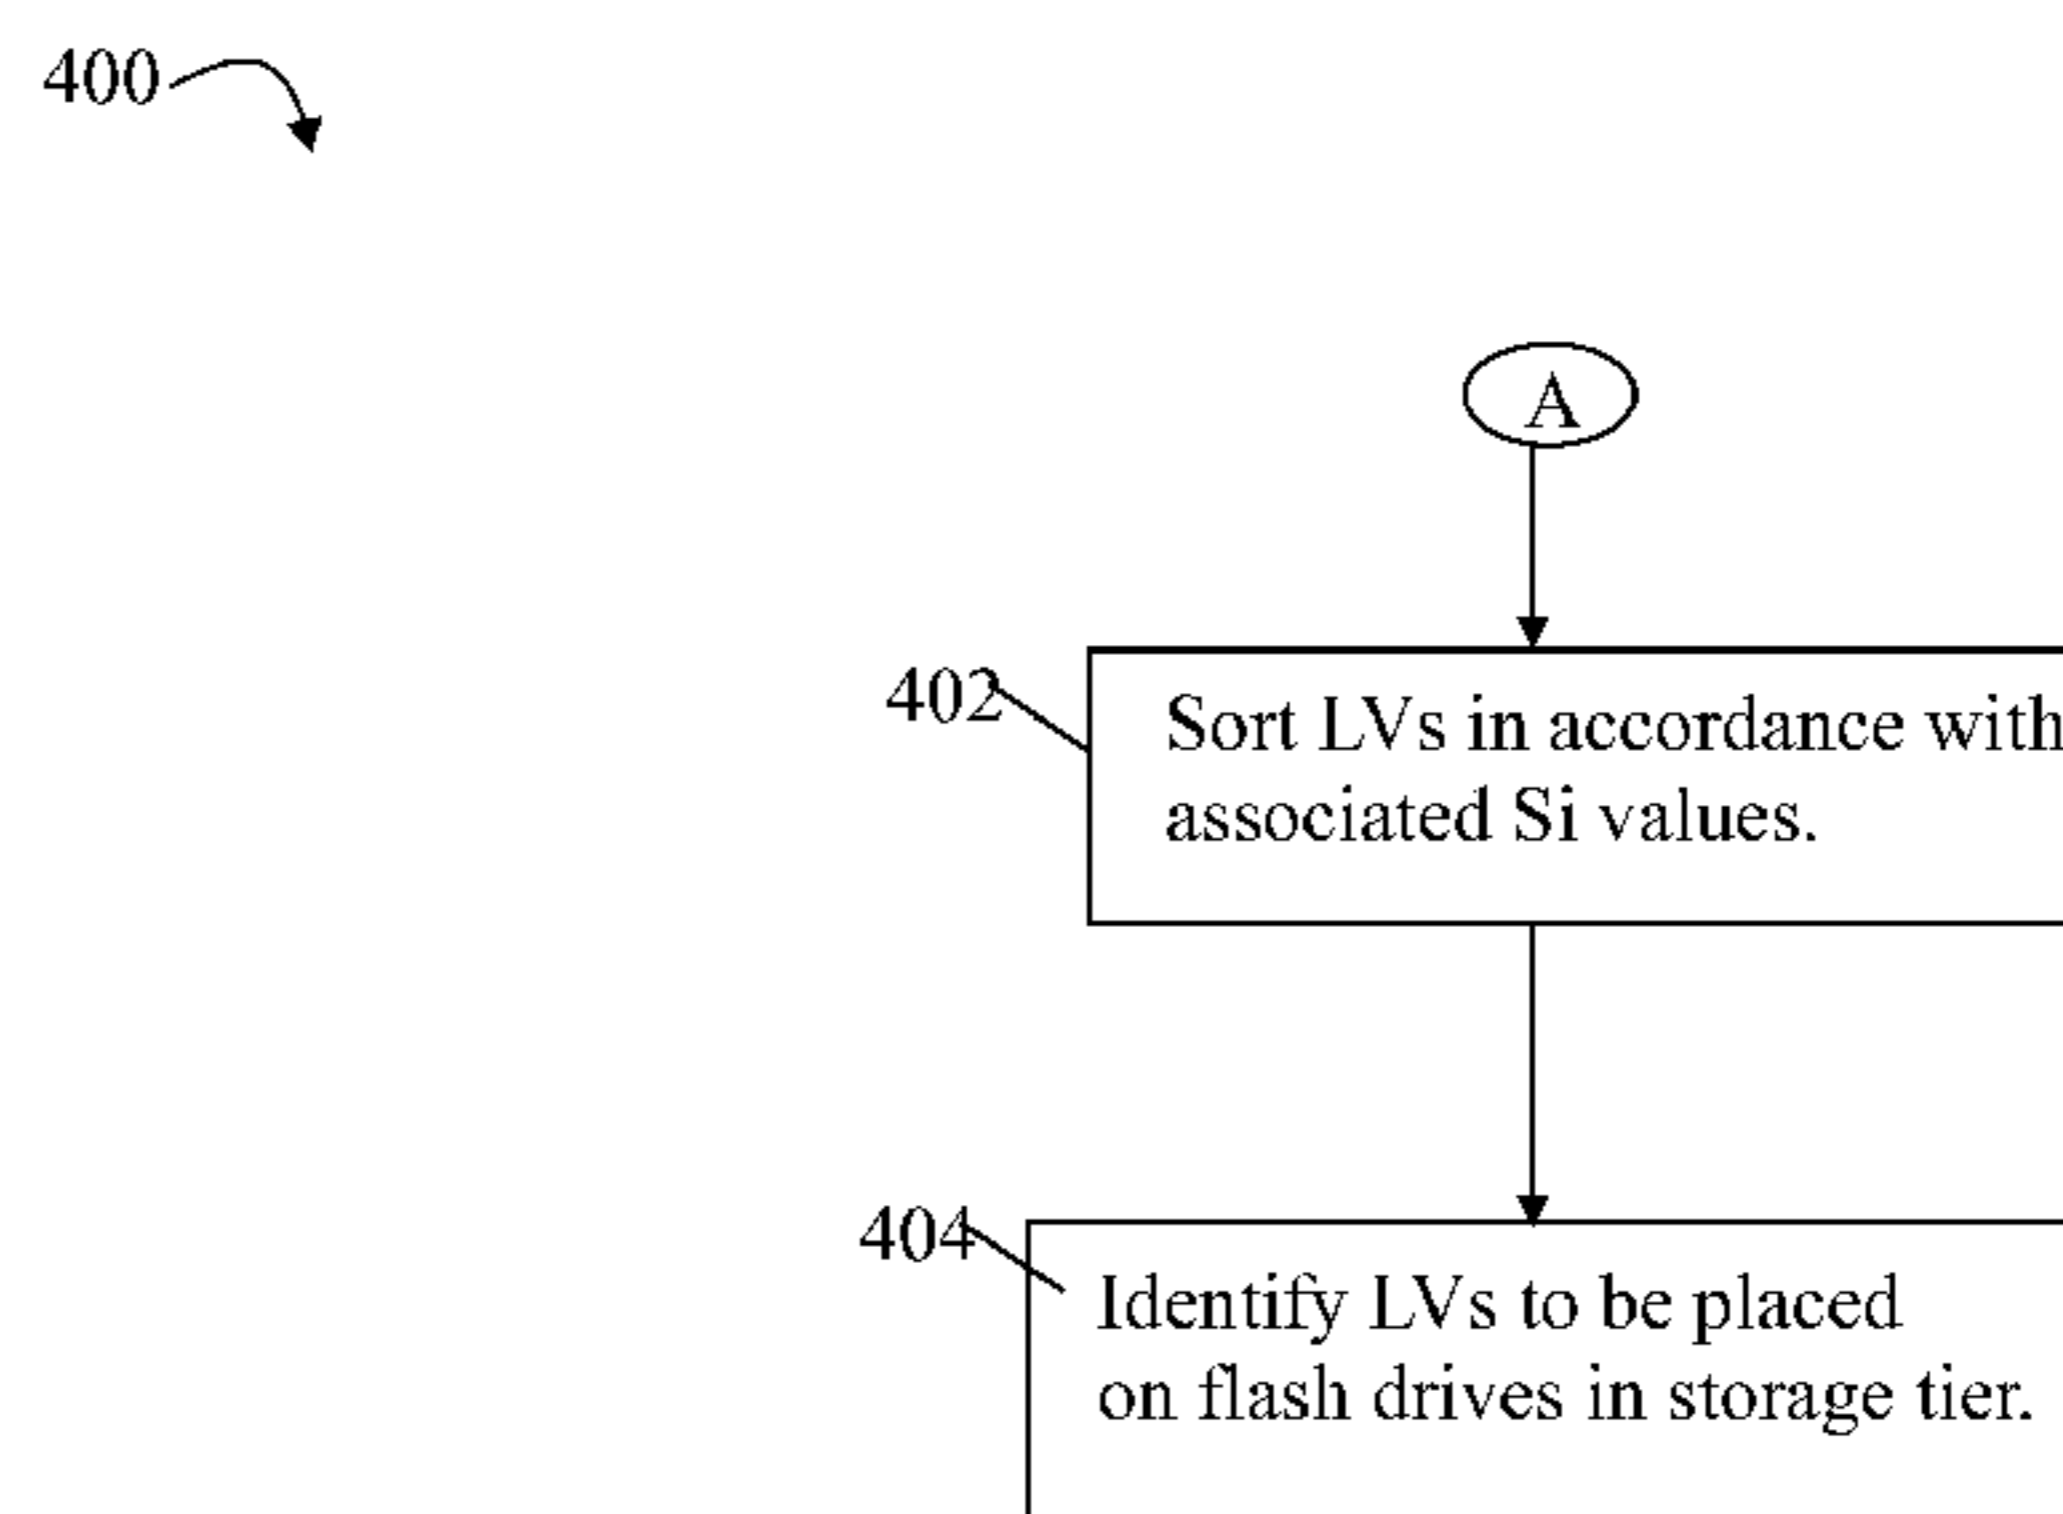 400
A
402
Sort LVs in accordance with
associated Si values.
404
Identify LVs to be placed
on flash drives in storage tier.